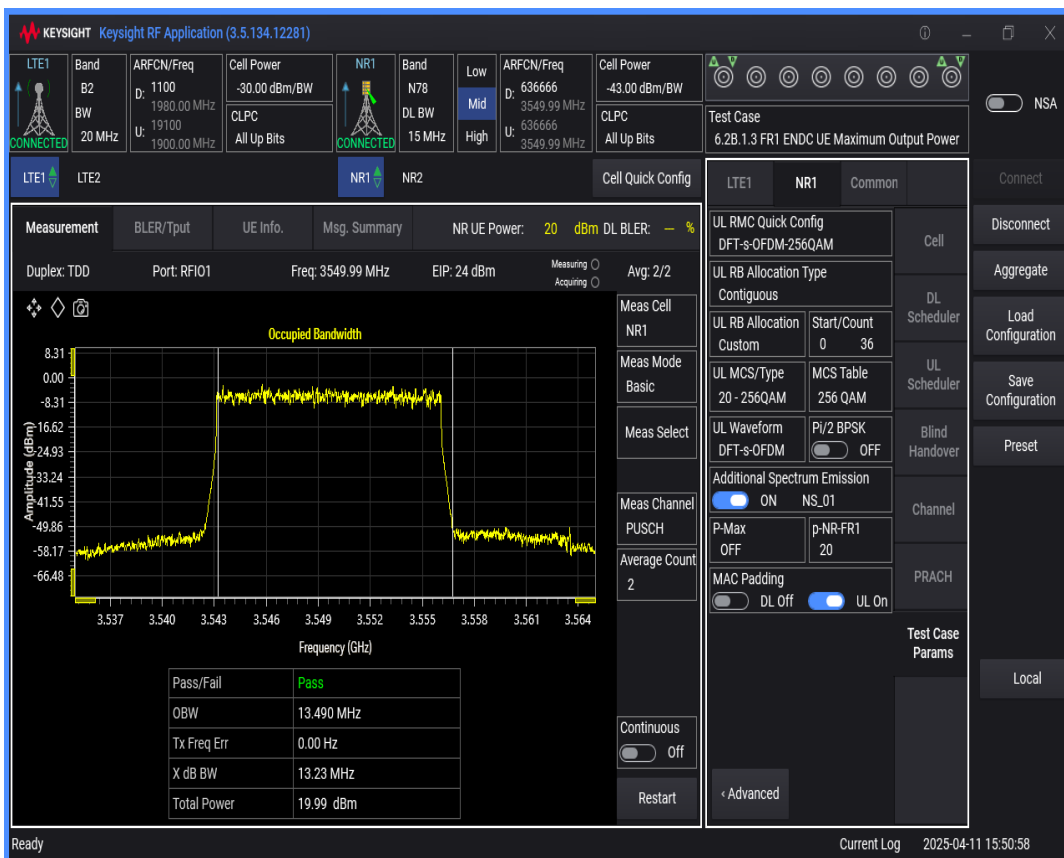 KEYSIGHT Keysight RF Application (3.5.134.12281)
LTE1 Band ARFCN/Freq Cell Power NR1 Band Low ARFCN/Freq Cell Power
B2 D: 1100 -30.00 dBm/BW N78 Mid D: 636666 -43.00 dBm/BW
1980.00 MHz 3549.99 MHz
BW U: 19100 CLPC DL BW High U: 636666 CLPC
CONNECTED 20 MHz 1900.00 MHz All Up Bits CONNECTED 15 MHz 3549.99 MHz All Up Bits
NSA
Test Case
6.2B.1.3 FR1 ENDC UE Maximum Output Power
LTE1 LTE2 NR1 NR2 Cell Quick Config
Measurement BLER/Tput UE Info. Msg. Summary NR UE Power: 20 dBm DL BLER: — %
Duplex: TDD Port: RFIO1 Freq: 3549.99 MHz EIP: 24 dBm Measuring Avg: 2/2
Acquiring
Occupied Bandwidth
Amplitude (dBm)
8.31
0.00
-8.31
-16.62
-24.93
-33.24
-41.55
-49.86
-58.17
-66.48
3.537 3.540 3.543 3.546 3.549 3.552 3.555 3.558 3.561 3.564
Frequency (GHz)
Pass/Fail Pass
OBW 13.490 MHz
Tx Freq Err 0.00 Hz
X dB BW 13.23 MHz
Total Power 19.99 dBm
Meas Cell
NR1
Meas Mode
Basic
Meas Select
Meas Channel
PUSCH
Average Count
2
Continuous
Off
Restart
LTE1 NR1 Common
UL RMC Quick Config
DFT-s-OFDM-256QAM
UL RB Allocation Type
Contiguous
UL RB Allocation Start/Count
Custom 0 36
UL MCS/Type MCS Table
20 - 256QAM 256 QAM
UL Waveform Pi/2 BPSK
DFT-s-OFDM OFF
Additional Spectrum Emission
ON NS_01
P-Max p-NR-FR1
OFF 20
MAC Padding
DL Off UL On
‹ Advanced
Cell
DL
Scheduler
UL
Scheduler
Blind
Handover
Channel
PRACH
Test Case
Params
Connect
Disconnect
Aggregate
Load
Configuration
Save
Configuration
Preset
Local
Ready Current Log 2025-04-11 15:50:58